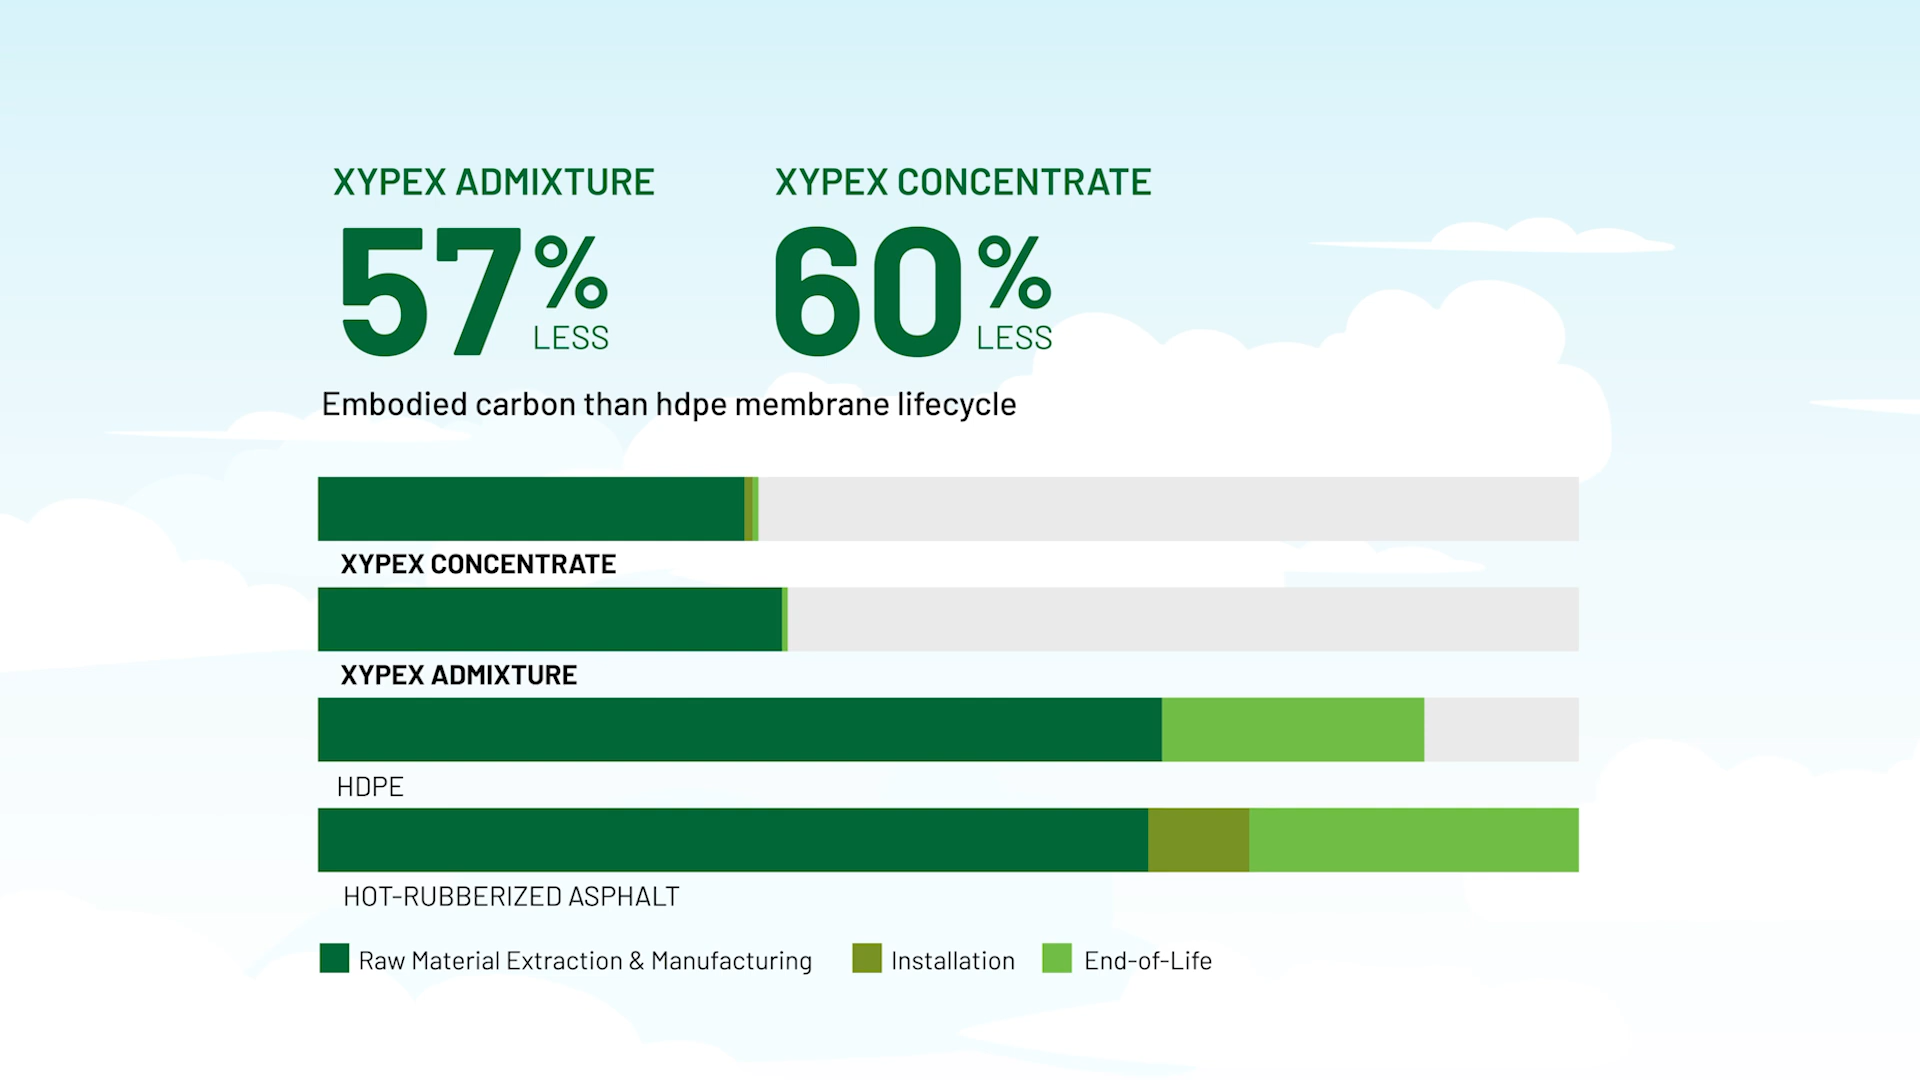 XYPEX ADMIXTURE
57% LESS
XYPEX CONCENTRATE
60% LESS
Embodied carbon than hdpe membrane lifecycle
XYPEX CONCENTRATE
XYPEX ADMIXTURE
HDPE
HOT-RUBBERIZED ASPHALT
Raw Material Extraction & Manufacturing
Installation
End-of-Life